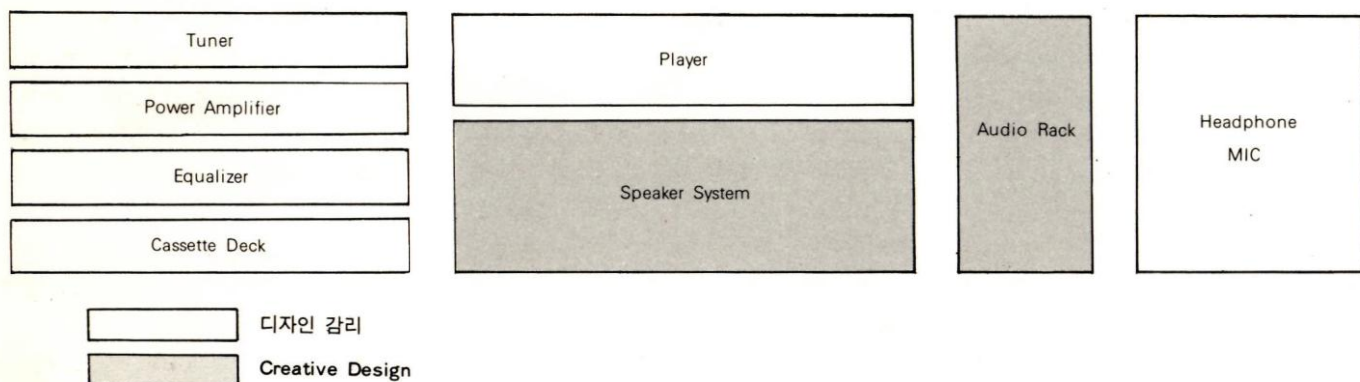 Tuner
Power Amplifier
Equalizer
Cassette Deck
Player
Speaker System
Audio Rack
Headphone
MIC
디자인 감리
Creative Design